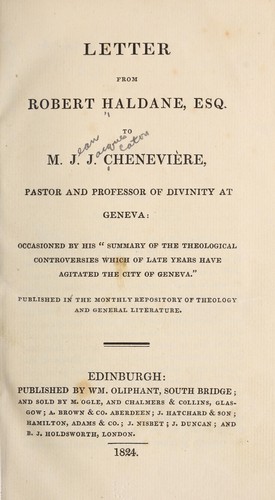 LETTER
FROM
ROBERT HALDANE, ESQ.
TO
ean acques Caton
M. J. J. CHENEVIÈRE,
PASTOR AND PROFESSOR OF DIVINITY AT
GENEVA:
OCCASIONED BY HIS “ SUMMARY OF THE THEOLOGICAL
CONTROVERSIES WHICH OF LATE YEARS HAVE
AGITATED THE CITY OF GENEVA.”
PUBLISHED IN THE MONTHLY REPOSITORY OF THEOLOGY
AND GENERAL LITERATURE.
EDINBURGH:
PUBLISHED BY WM. OLIPHANT, SOUTH BRIDGE;
AND SOLD BY M. OGLE, AND CHALMERS & COLLINS, GLAS-
GOW; A. BROWN & CO. ABERDEEN; J. HATCHARD & SON;
HAMILTON, ADAMS & CO.; J. NISBET; J. DUNCAN; AND
B. J. HOLDSWORTH, LONDON.
1824.